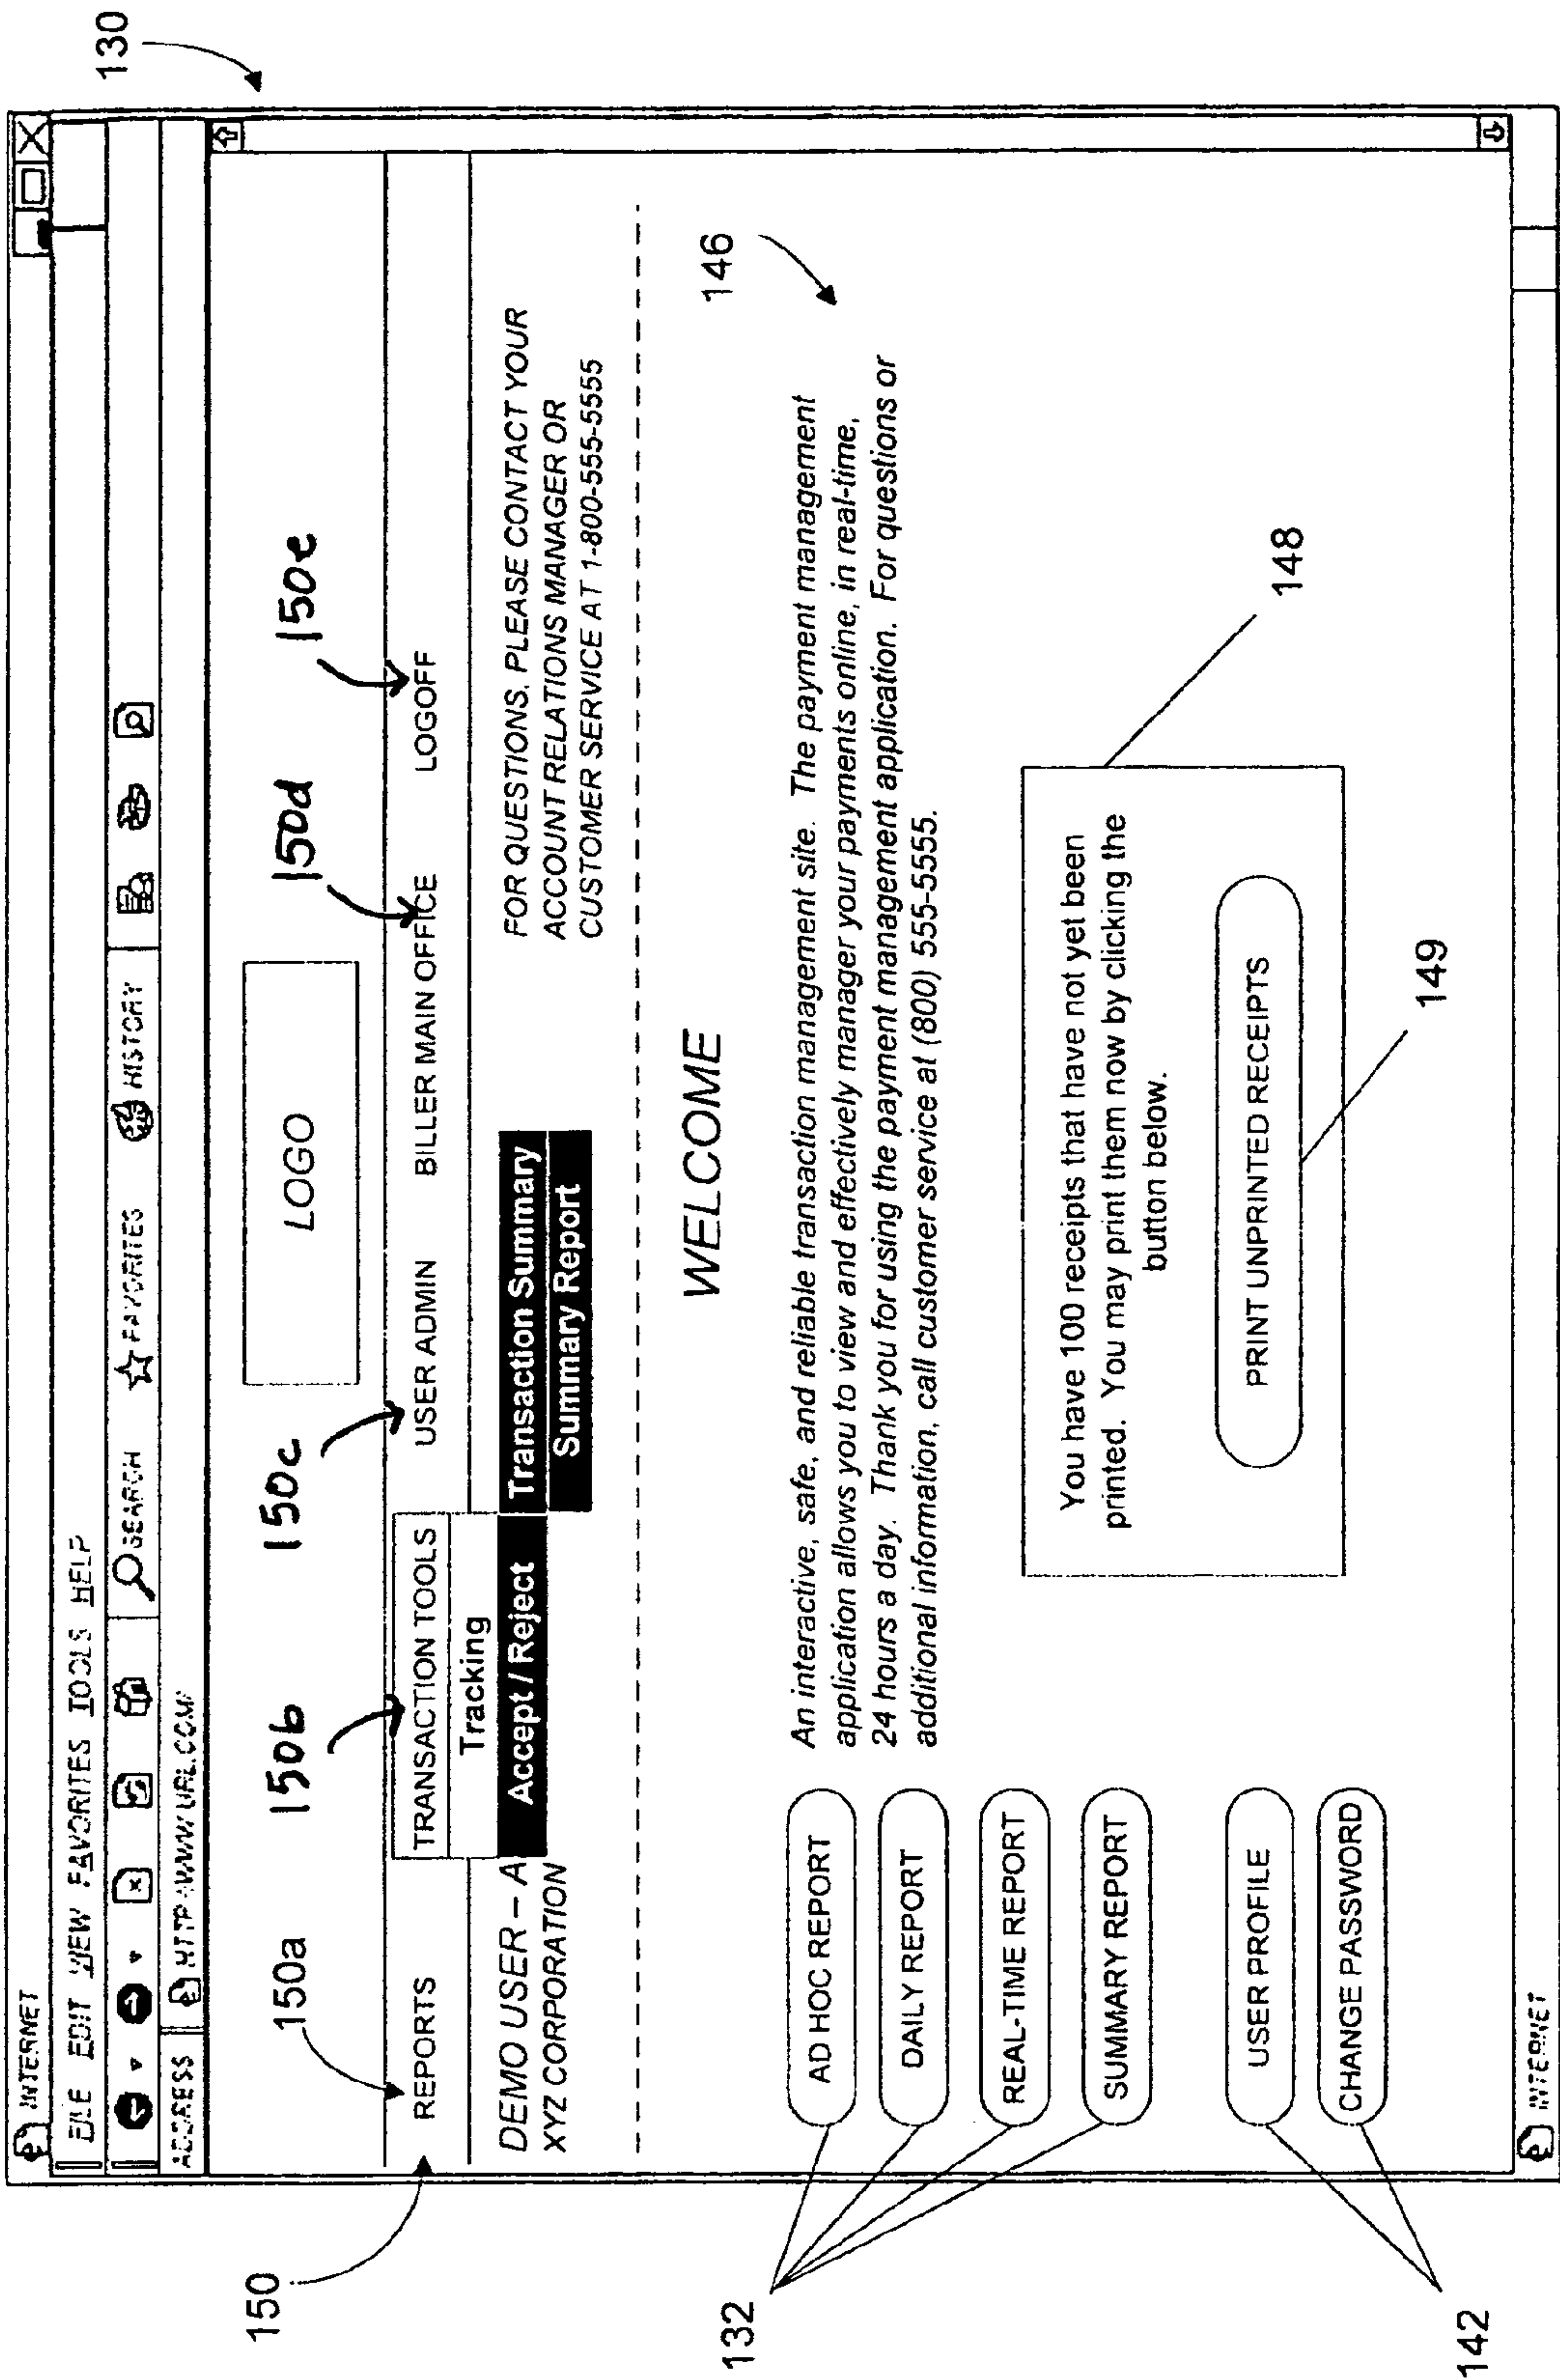 130
INTERNET
FILE EDIT VIEW FAVORITES TOOLS HELP
SEARCH FAVORITES HISTORY
ADDRESS HTTP://WWW.URL.COM/
LOGO
150 150a 150b 150c 150d 150e
REPORTS TRANSACTION TOOLS USER ADMIN BILLER MAIN OFFICE LOGOFF
Tracking
Accept / Reject Transaction Summary
Summary Report
DEMO USER – A
XYZ CORPORATION
FOR QUESTIONS, PLEASE CONTACT YOUR
ACCOUNT RELATIONS MANAGER OR
CUSTOMER SERVICE AT 1-800-555-5555
WELCOME
146
An interactive, safe, and reliable transaction management site. The payment management
application allows you to view and effectively manager your payments online, in real-time,
24 hours a day. Thank you for using the payment management application. For questions or
additional information, call customer service at (800) 555-5555.
132
AD HOC REPORT
DAILY REPORT
REAL-TIME REPORT
SUMMARY REPORT
USER PROFILE
CHANGE PASSWORD
142
148
You have 100 receipts that have not yet been
printed. You may print them now by clicking the
button below.
PRINT UNPRINTED RECEIPTS
149
INTERNET